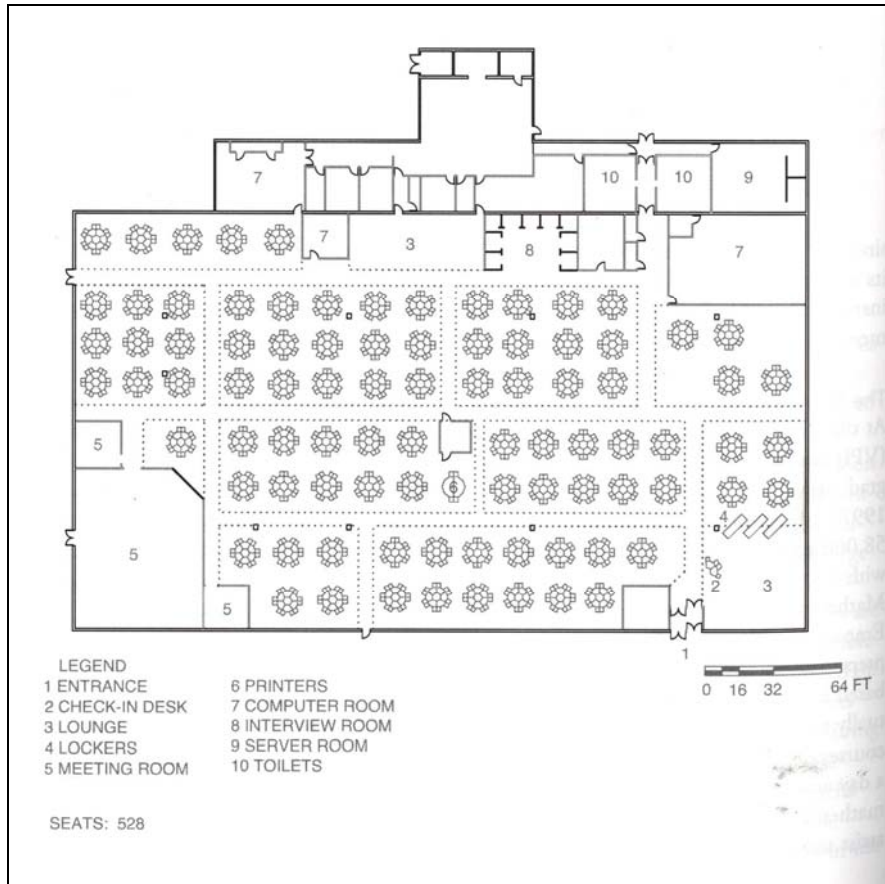 7 10 10 9
7 3 8 7
5
6
4
5
2 3
5
1
0 16 32 64 FT
LEGEND
1 ENTRANCE
2 CHECK-IN DESK
3 LOUNGE
4 LOCKERS
5 MEETING ROOM
6 PRINTERS
7 COMPUTER ROOM
8 INTERVIEW ROOM
9 SERVER ROOM
10 TOILETS
SEATS: 528